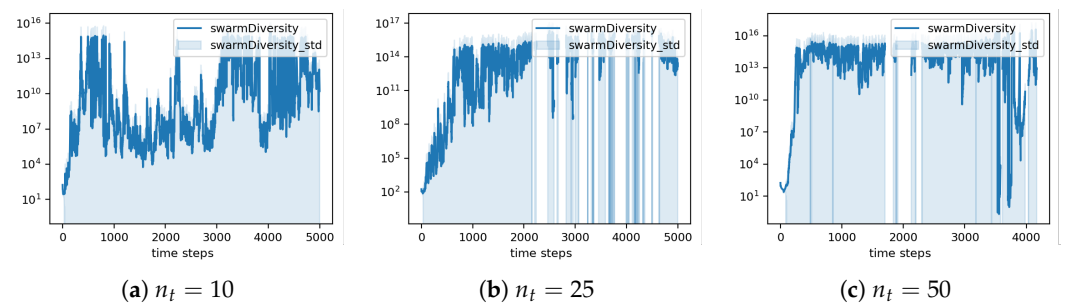 10^16
10^13
10^10
10^7
10^4
10^1
0 1000 2000 3000 4000 5000
time steps
swarmDiversity
swarmDiversity_std
(a) n_t = 10
10^17
10^14
10^11
10^8
10^5
10^2
0 1000 2000 3000 4000 5000
time steps
swarmDiversity
swarmDiversity_std
(b) n_t = 25
10^16
10^13
10^10
10^7
10^4
10^1
0 1000 2000 3000 4000
time steps
swarmDiversity
swarmDiversity_std
(c) n_t = 50